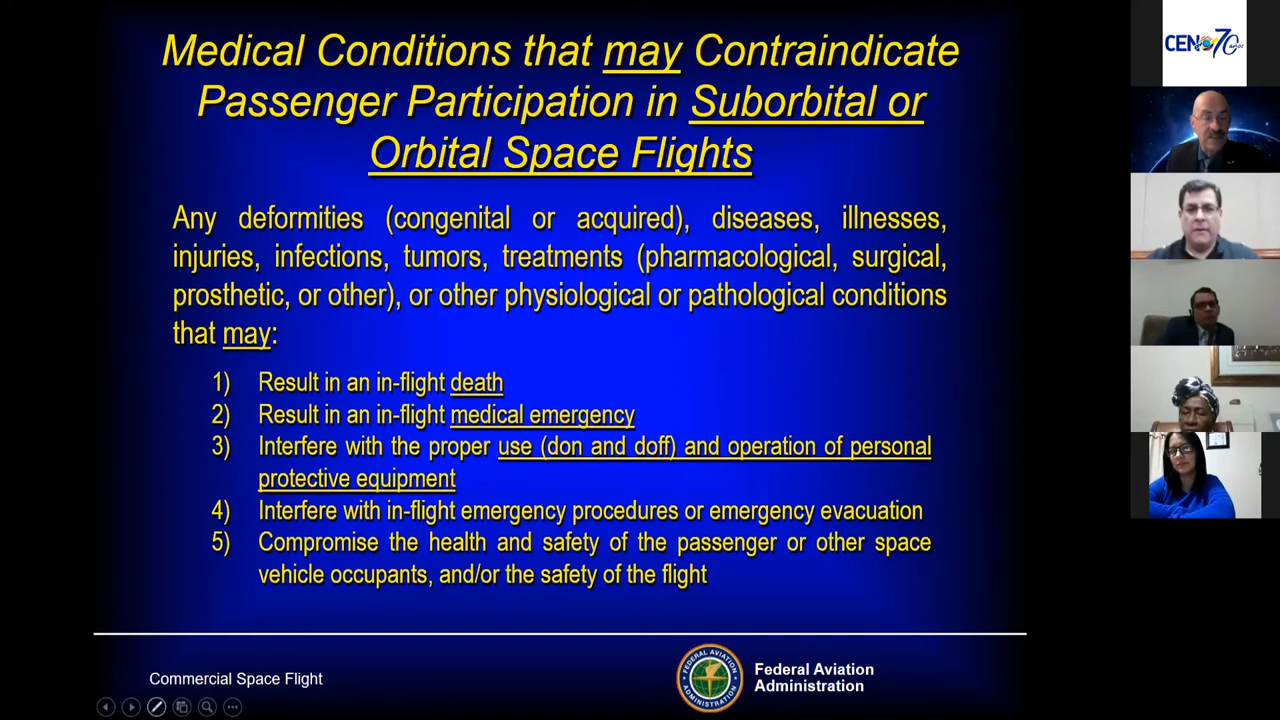 Medical Conditions that may Contraindicate
Passenger Participation in Suborbital or
Orbital Space Flights
Any deformities (congenital or acquired), diseases, illnesses,
injuries, infections, tumors, treatments (pharmacological, surgical,
prosthetic, or other), or other physiological or pathological conditions
that may:
1) Result in an in-flight death
2) Result in an in-flight medical emergency
3) Interfere with the proper use (don and doff) and operation of personal
protective equipment
4) Interfere with in-flight emergency procedures or emergency evacuation
5) Compromise the health and safety of the passenger or other space
vehicle occupants, and/or the safety of the flight
Commercial Space Flight
FEDERAL AVIATION
ADMINISTRATION
Federal Aviation
Administration
CEN 70 años